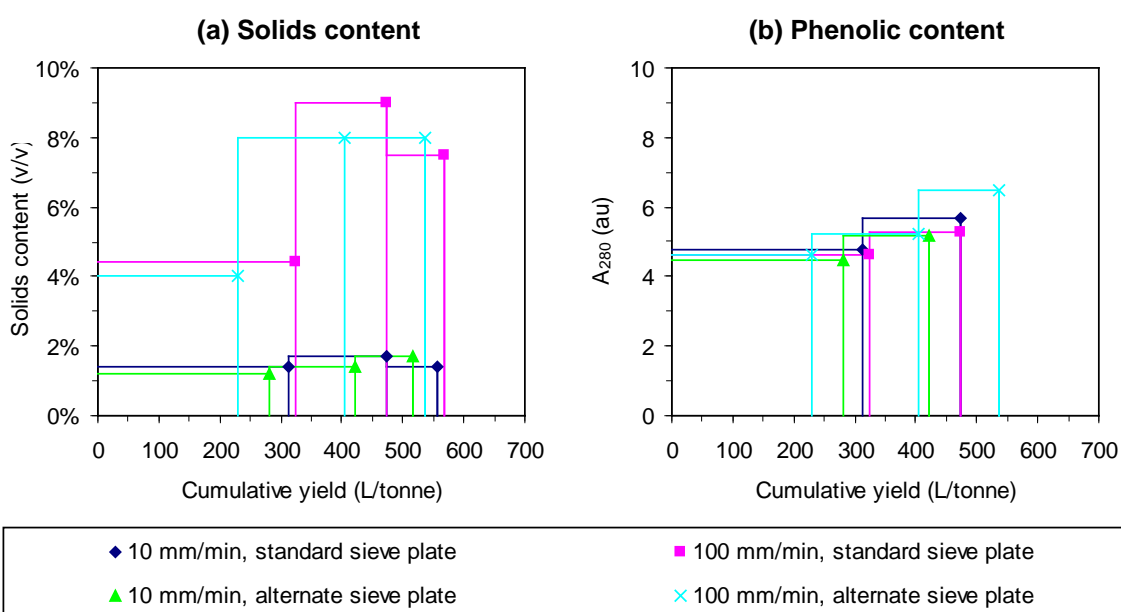 (a) Solids content
(b) Phenolic content
10%
8%
6%
4%
2%
0%
Solids content (v/v)
0 100 200 300 400 500 600 700
Cumulative yield (L/tonne)
10
8
6
4
2
0
A280 (au)
0 100 200 300 400 500 600 700
Cumulative yield (L/tonne)
10 mm/min, standard sieve plate
100 mm/min, standard sieve plate
10 mm/min, alternate sieve plate
100 mm/min, alternate sieve plate